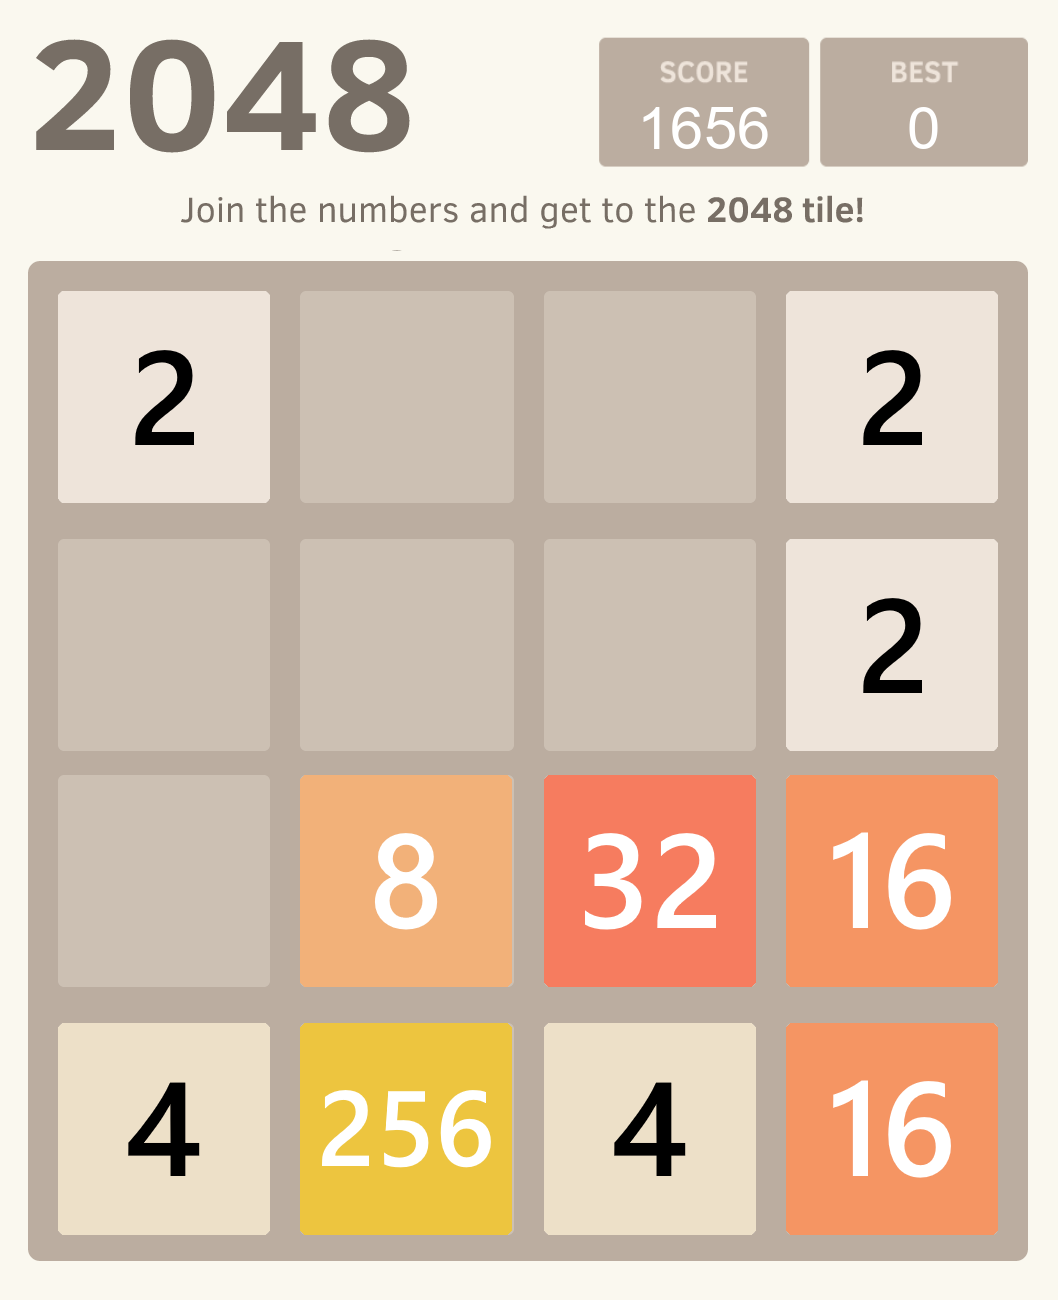 2048
SCORE BEST
1656 0
Join the numbers and get to the 2048 tile!
2 2
2
8 32 16
4 256 4 16